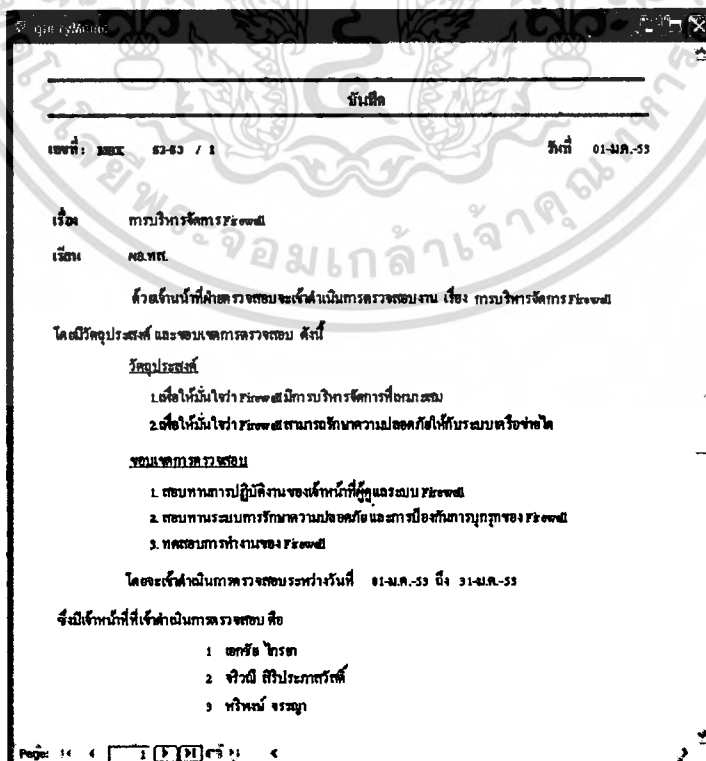 บันทึก
เลขที่ : MEX 52-53 / 1 วันที่ 01-ม.ค.-53
เรื่อง การบริหารจัดการ Firewall
เรียน ผอ.ทศ.
ด้วยเจ้าหน้าที่ฝ่ายตรวจสอบจะเข้าดำเนินการตรวจสอบงาน เรื่อง การบริหารจัดการ Firewall
โดยมีวัตถุประสงค์ และขอบเขตการตรวจสอบ ดังนี้
วัตถุประสงค์
1.เพื่อให้มั่นใจว่า Firewall มีการบริหารจัดการที่เหมาะสม
2.เพื่อให้มั่นใจว่า Firewall สามารถรักษาความปลอดภัยให้กับระบบเครือข่ายได้
ขอบเขตการตรวจสอบ
1. สอบทานการปฏิบัติงานของเจ้าหน้าที่ผู้ดูแลระบบ Firewall
2. สอบทานระบบการรักษาความปลอดภัย และการป้องกันการบุกรุกของ Firewall
3. ทดสอบการทำงานของ Firewall
โดยจะเข้าดำเนินการตรวจสอบระหว่างวันที่ 01-ม.ค.-53 ถึง 31-ม.ค.-53
ซึ่งมีเจ้าหน้าที่ที่เข้าดำเนินการตรวจสอบ คือ
1 เอกชัย ไกรยา
2 จริวณี สิริประภาสวัสดิ์
3 หริพงษ์ จรรญา
Page: 1